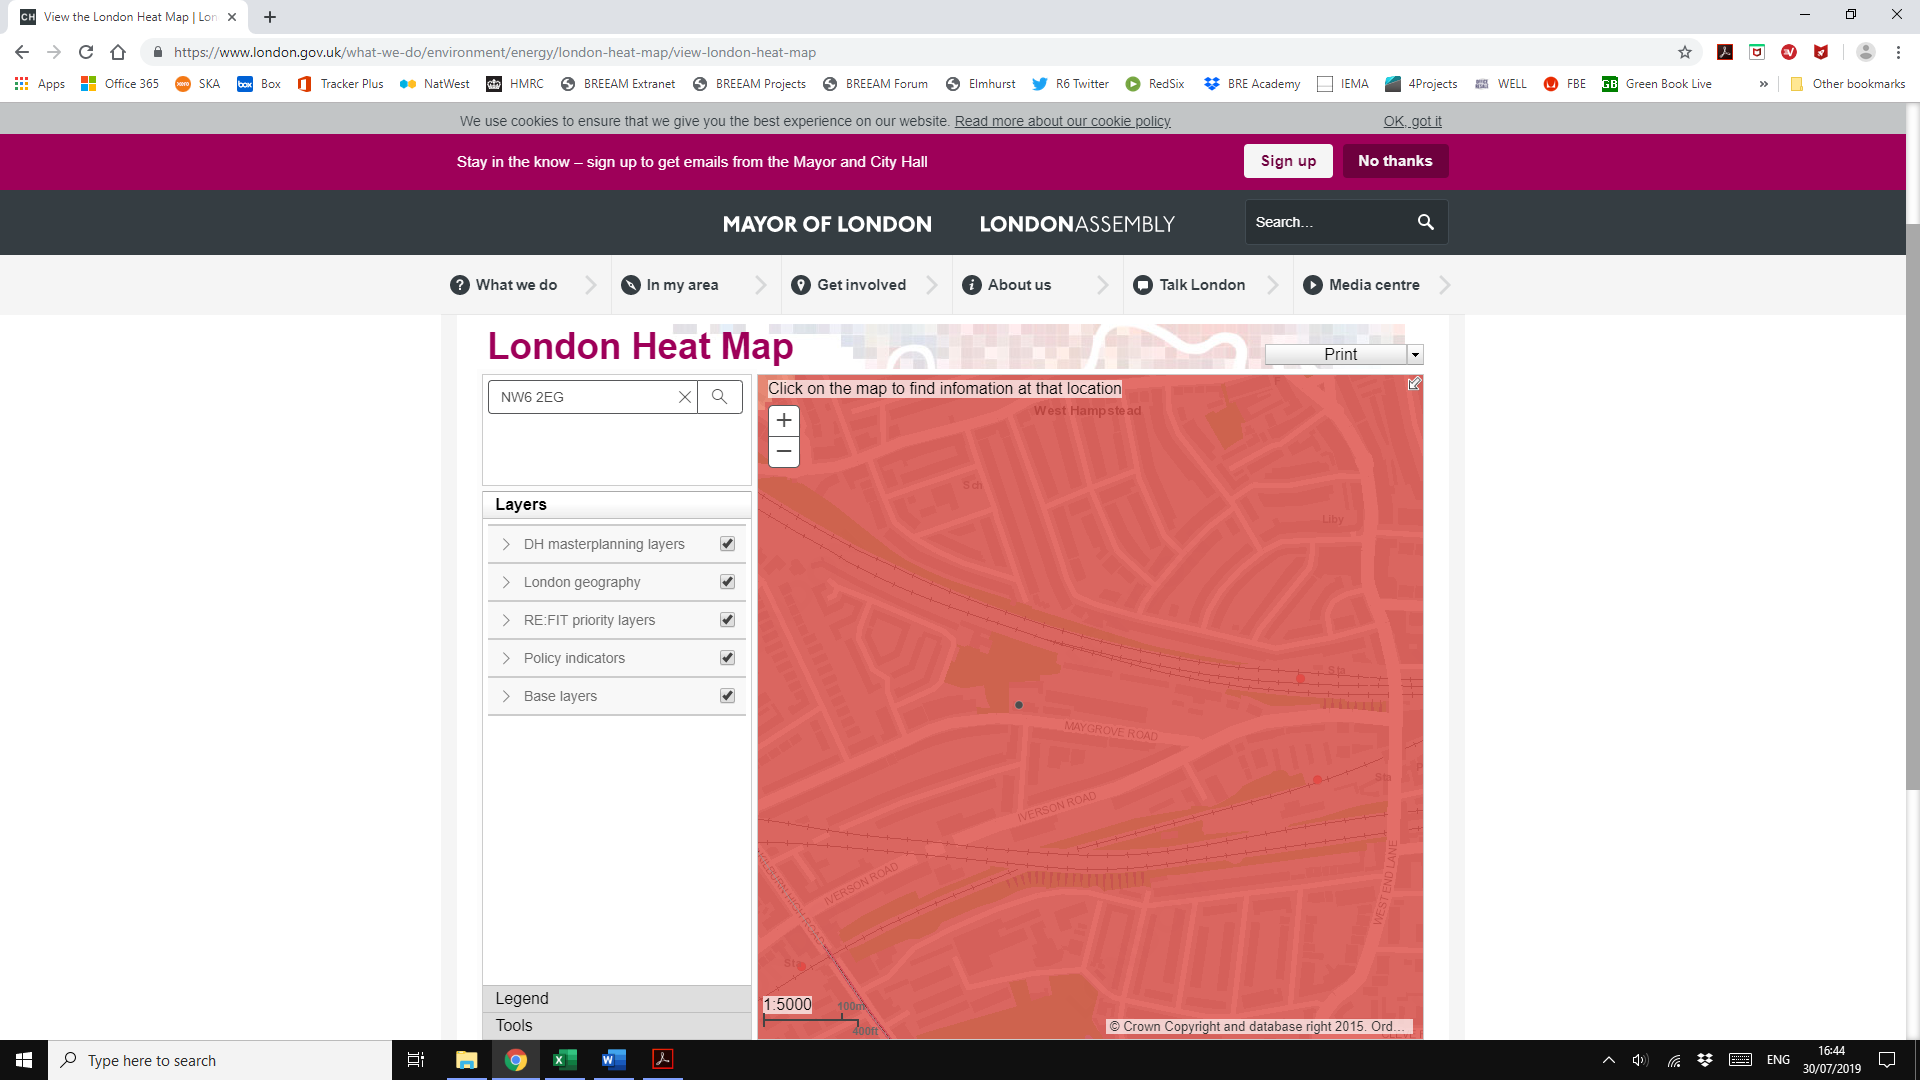 CH View the London Heat Map | Lon
https://www.london.gov.uk/what-we-do/environment/energy/london-heat-map/view-london-heat-map
Apps Office 365 SKA Box Tracker Plus NatWest HMRC BREEAM Extranet BREEAM Projects BREEAM Forum Elmhurst R6 Twitter RedSix BRE Academy IEMA 4Projects WELL FBE GB Green Book Live » Other bookmarks
We use cookies to ensure that we give you the best experience on our website. Read more about our cookie policy OK, got it
Stay in the know – sign up to get emails from the Mayor and City Hall Sign up No thanks
MAYOR OF LONDON LONDONASSEMBLY Search...
What we do In my area Get involved About us Talk London Media centre
London Heat Map
Print
NW6 2EG
Click on the map to find infomation at that location
West Hampstead
Sch
Liby
Layers
DH masterplanning layers
London geography
RE:FIT priority layers
Policy indicators
Base layers
Sta
MAYGROVE ROAD
Sta
IVERSON ROAD
IVERSON ROAD
KILBURN HIGH ROAD
WEST END LANE
Sta
1:5000
100m
400ft
© Crown Copyright and database right 2015. Ord...
Legend
Tools
Type here to search
ENG
16:44
30/07/2019